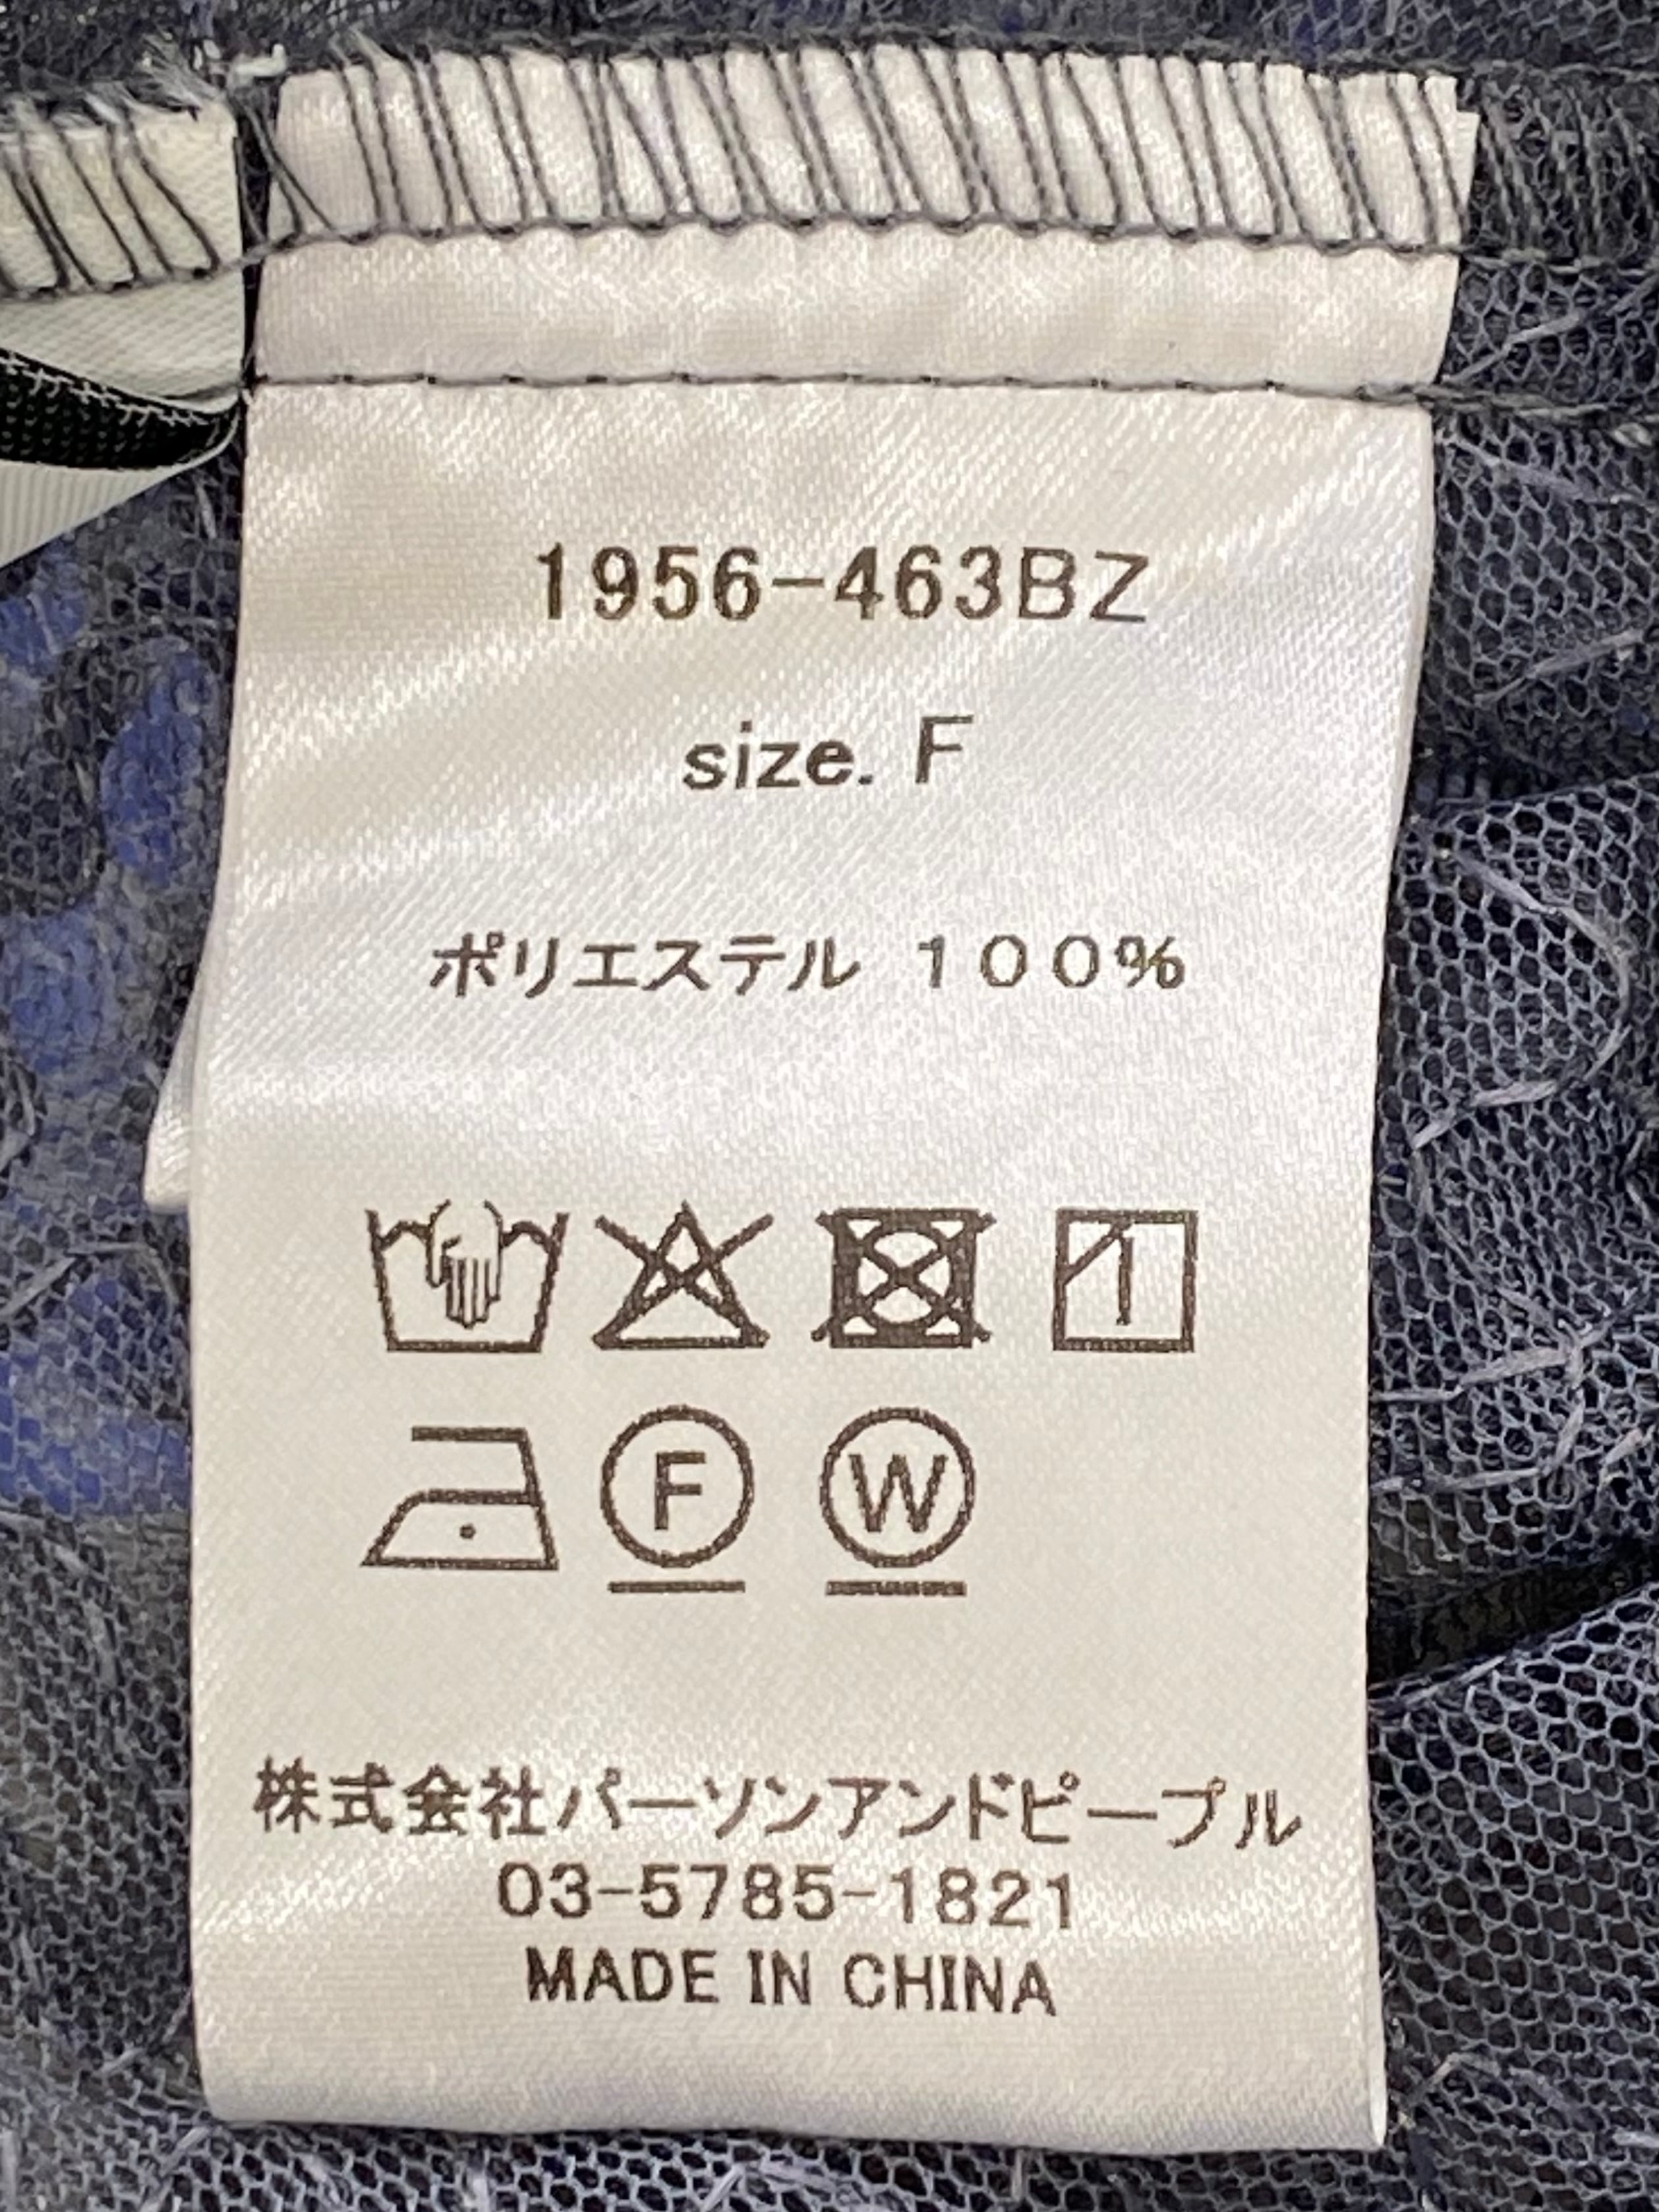 1956-463BZ
size. F
ポリエステル 100%
F W
株式会社パーソンアンドピープル
03-5785-1821
MADE IN CHINA